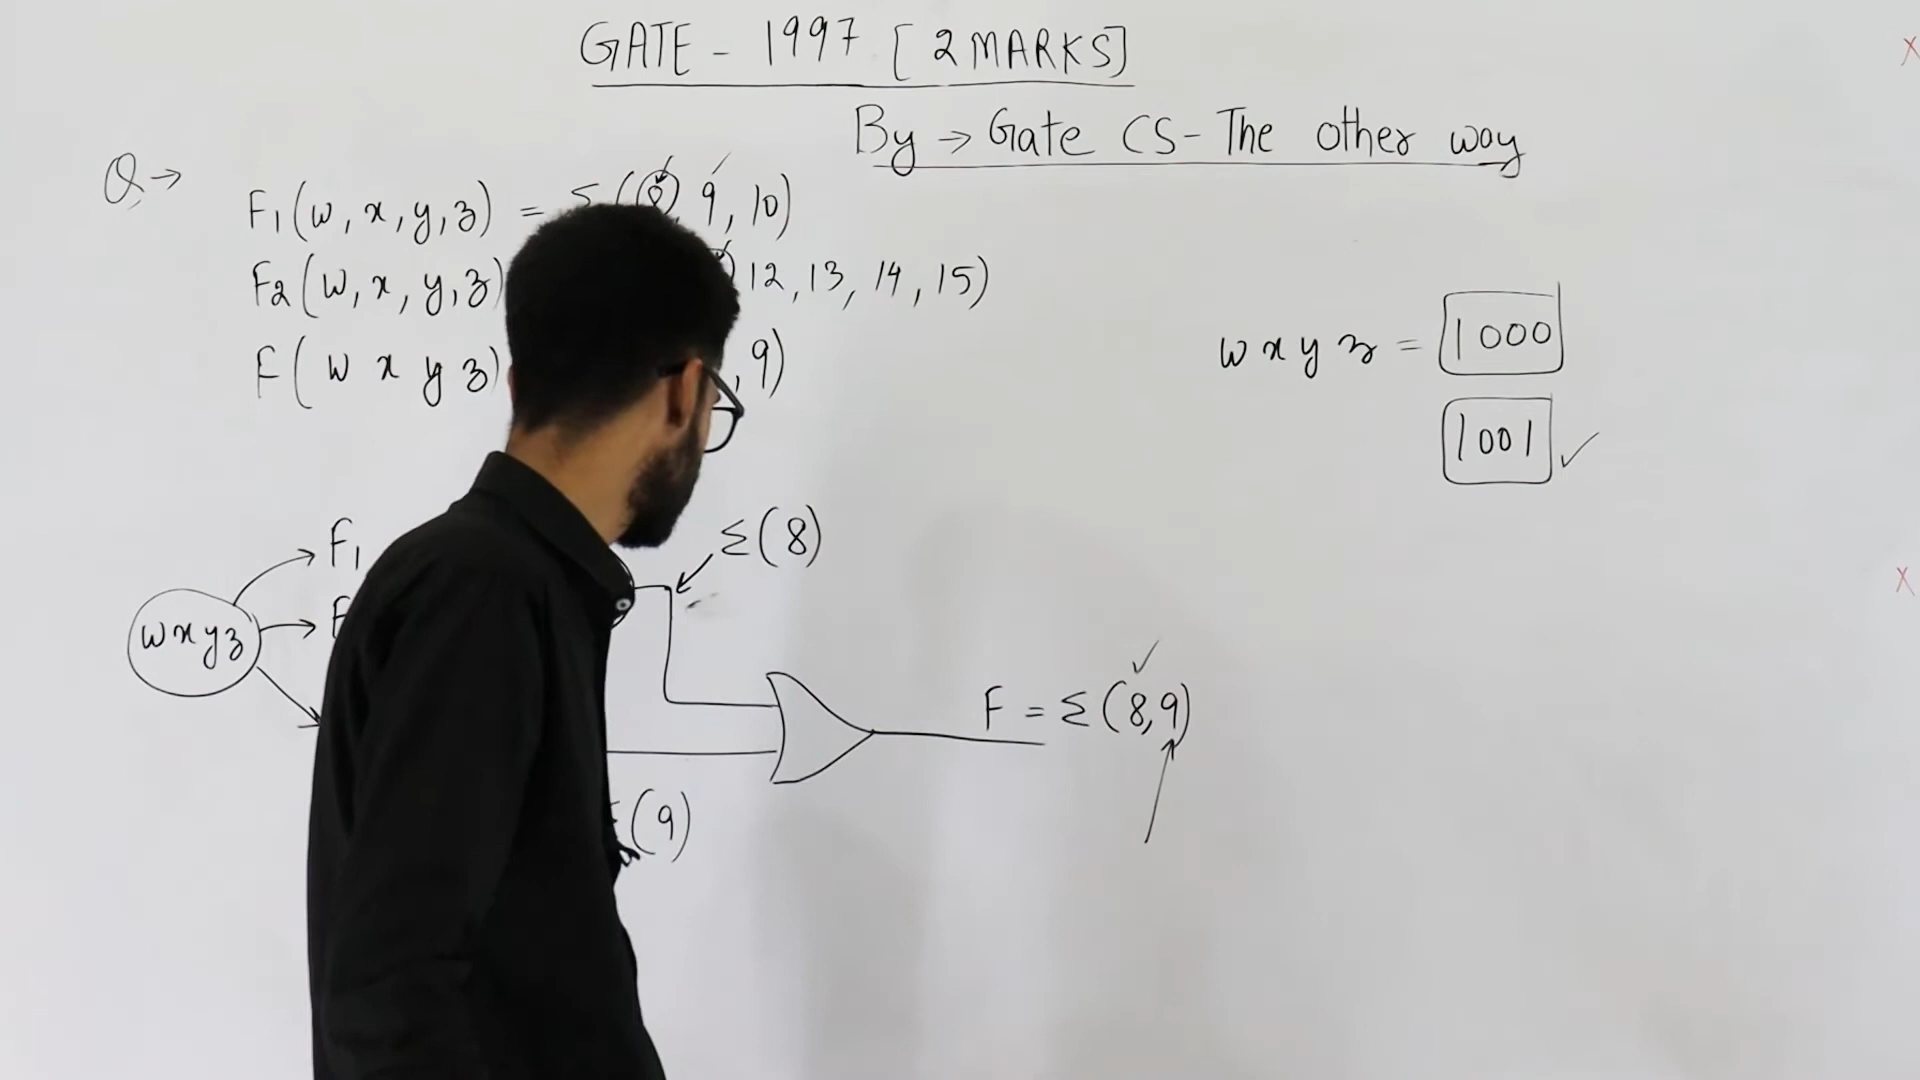 GATE - 1997 [2 MARKS]
By → Gate CS - The other way
Q →
F1(w, x, y, z) = Σ(8, 9, 10)
F2(w, x, y, z) 12, 13, 14, 15)
F(w x y z) , 9)
w x y z = 1000
1001
Σ(8)
F1
w x y z
F = Σ(8,9)
(9)